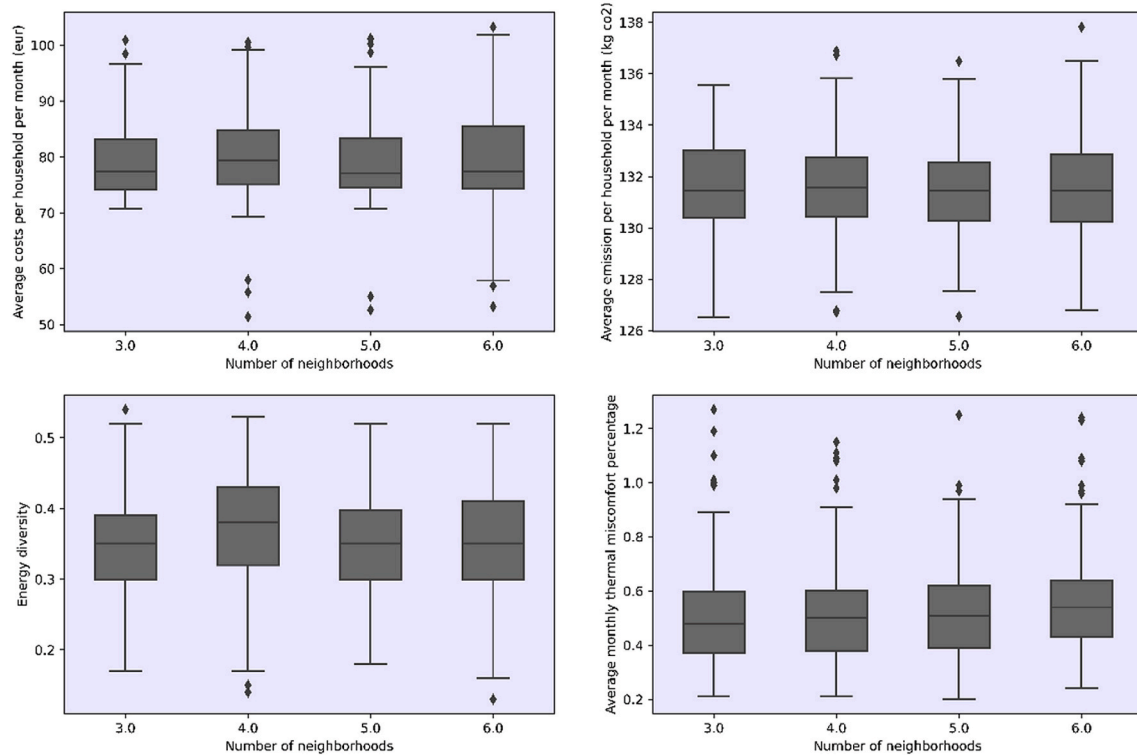 Average costs per household per month (eur)
100
90
80
70
60
50
3.0 4.0 5.0 6.0
Number of neighborhoods
Average emission per household per month (kg co2)
138
136
134
132
130
128
126
3.0 4.0 5.0 6.0
Number of neighborhoods
Energy diversity
0.5
0.4
0.3
0.2
3.0 4.0 5.0 6.0
Number of neighborhoods
Average monthly thermal miscomfort percentage
1.2
1.0
0.8
0.6
0.4
0.2
3.0 4.0 5.0 6.0
Number of neighborhoods